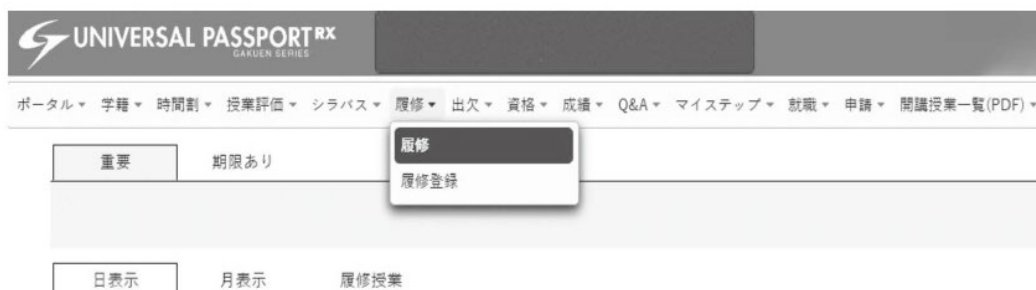 UNIVERSAL PASSPORT RX
GAKUEN SERIES
ポータル 学籍 時間割 授業評価 シラバス 履修 出欠 資格 成績 Q&A マイステップ 就職 申請 開講授業一覧(PDF)
重要 期限あり
履修
履修登録
日表示 月表示 履修授業